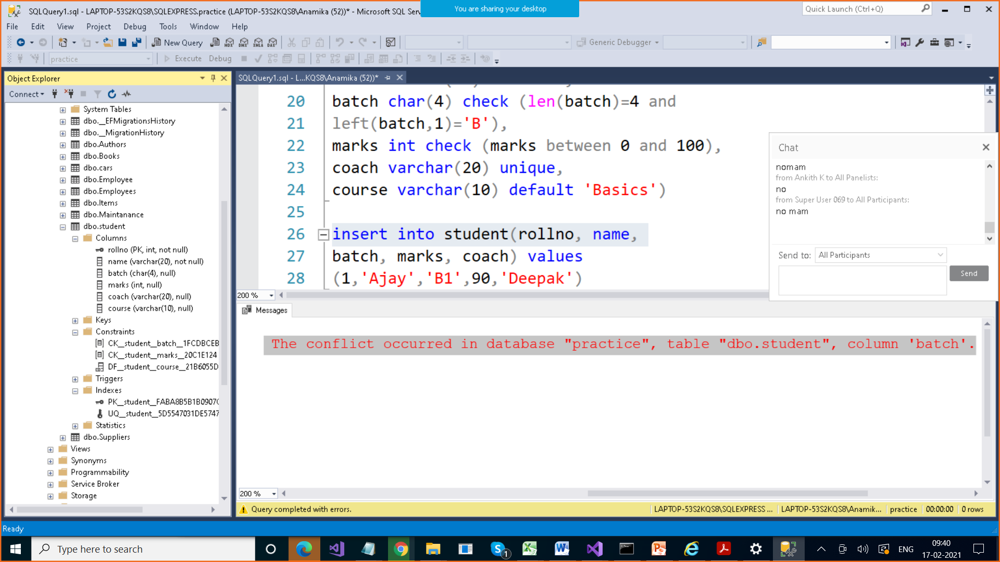 You are sharing your desktop
SQLQuery1.sql - LAPTOP-53S2KQS8\SQLEXPRESS.practice (LAPTOP-53S2KQS8\Anamika (52))* - Microsoft SQL Ser
Quick Launch (Ctrl+Q)
File Edit View Project Debug Tools Window Help
New Query MDX DMX XMLA DAX Generic Debugger
practice Execute Debug
Object Explorer
SQLQuery1.sql - L...KQS8\Anamika (52))*
Connect
System Tables
dbo.__EFMigrationsHistory
dbo.__MigrationHistory
dbo.Authors
dbo.Books
dbo.cars
dbo.Employee
dbo.Employees
dbo.Items
dbo.Maintanance
dbo.student
Columns
rollno (PK, int, not null)
name (varchar(20), not null)
batch (char(4), null)
marks (int, null)
coach (varchar(20), null)
course (varchar(10), null)
Keys
Constraints
CK__student__batch__1FCDBCEB
CK__student__marks__20C1E124
DF__student__course__21B6055D
Triggers
Indexes
PK__student__FABA8B5B1B0907
UQ__student__5D5547031DE5747
Statistics
dbo.Suppliers
Views
Synonyms
Programmability
Service Broker
Storage
20 batch char(4) check (len(batch)=4 and
21 left(batch,1)='B'),
22 marks int check (marks between 0 and 100),
23 coach varchar(20) unique,
24 course varchar(10) default 'Basics')
25
26 insert into student(rollno, name,
27 batch, marks, coach) values
28 (1,'Ajay','B1',90,'Deepak')
200 %
Chat
nomam
from Ankith K to All Panelists:
no
from Super User 069 to All Participants:
no mam
Send to: All Participants
Send
Messages
The conflict occurred in database "practice", table "dbo.student", column 'batch'.
200 %
Query completed with errors.
LAPTOP-53S2KQS8\SQLEXPRESS ... LAPTOP-53S2KQS8\Anamik... practice 00:00:00 0 rows
Ready
Type here to search
1
ENG
09:40
17-02-2021